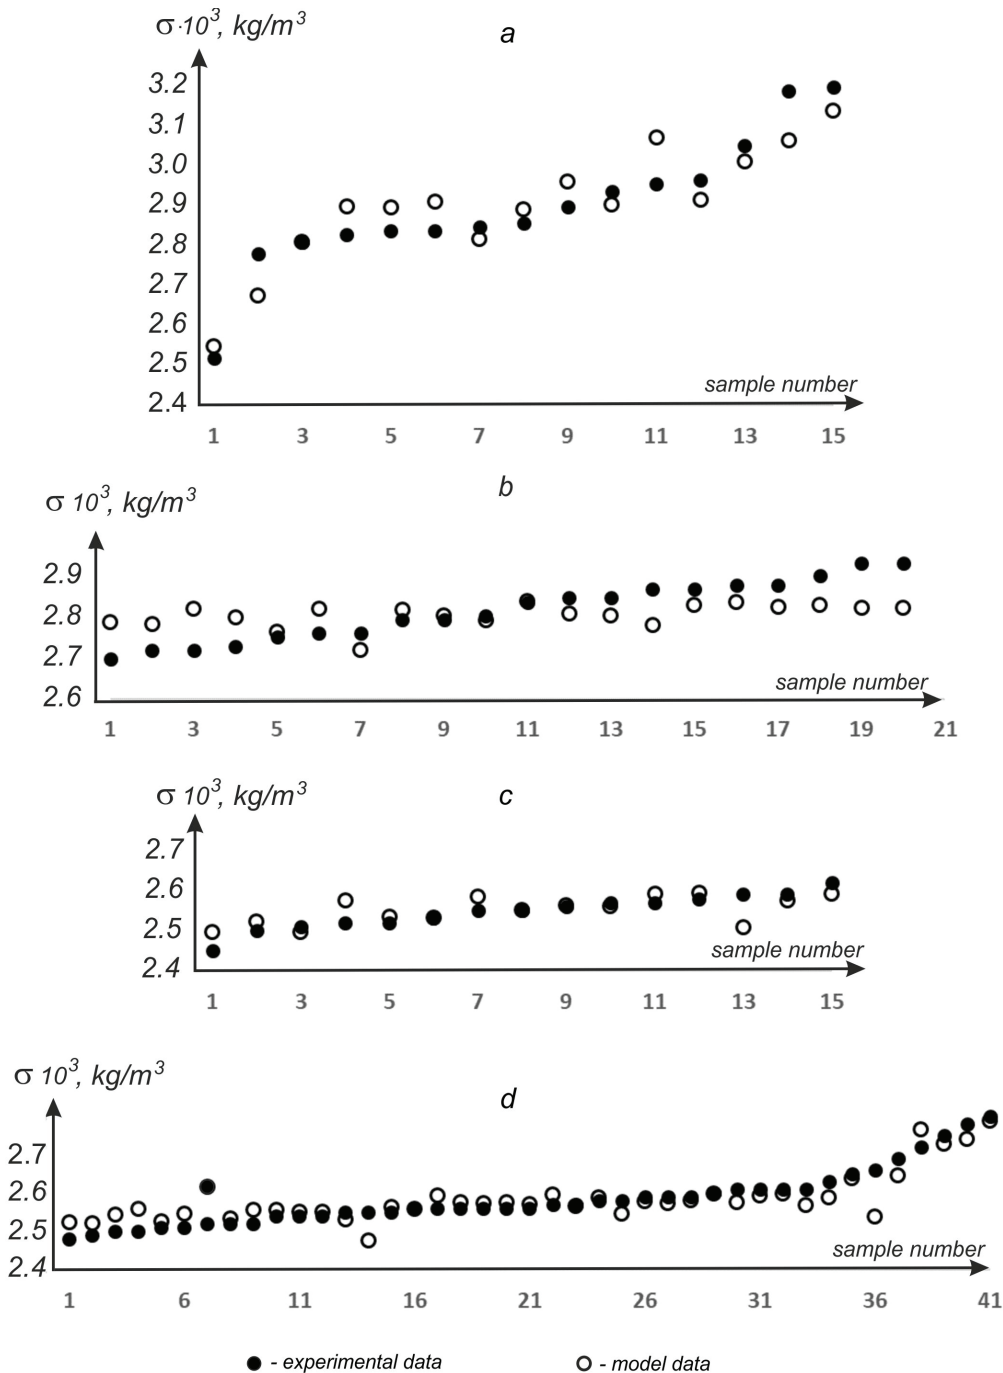 a
σ·10³, kg/m³
3.2
3.1
3.0
2.9
2.8
2.7
2.6
2.5
2.4
sample number
1 3 5 7 9 11 13 15
b
σ 10³, kg/m³
2.9
2.8
2.7
2.6
sample number
1 3 5 7 9 11 13 15 17 19 21
c
σ 10³, kg/m³
2.7
2.6
2.5
2.4
sample number
1 3 5 7 9 11 13 15
d
σ 10³, kg/m³
2.7
2.6
2.5
2.4
sample number
1 6 11 16 21 26 31 36 41
- experimental data
- model data